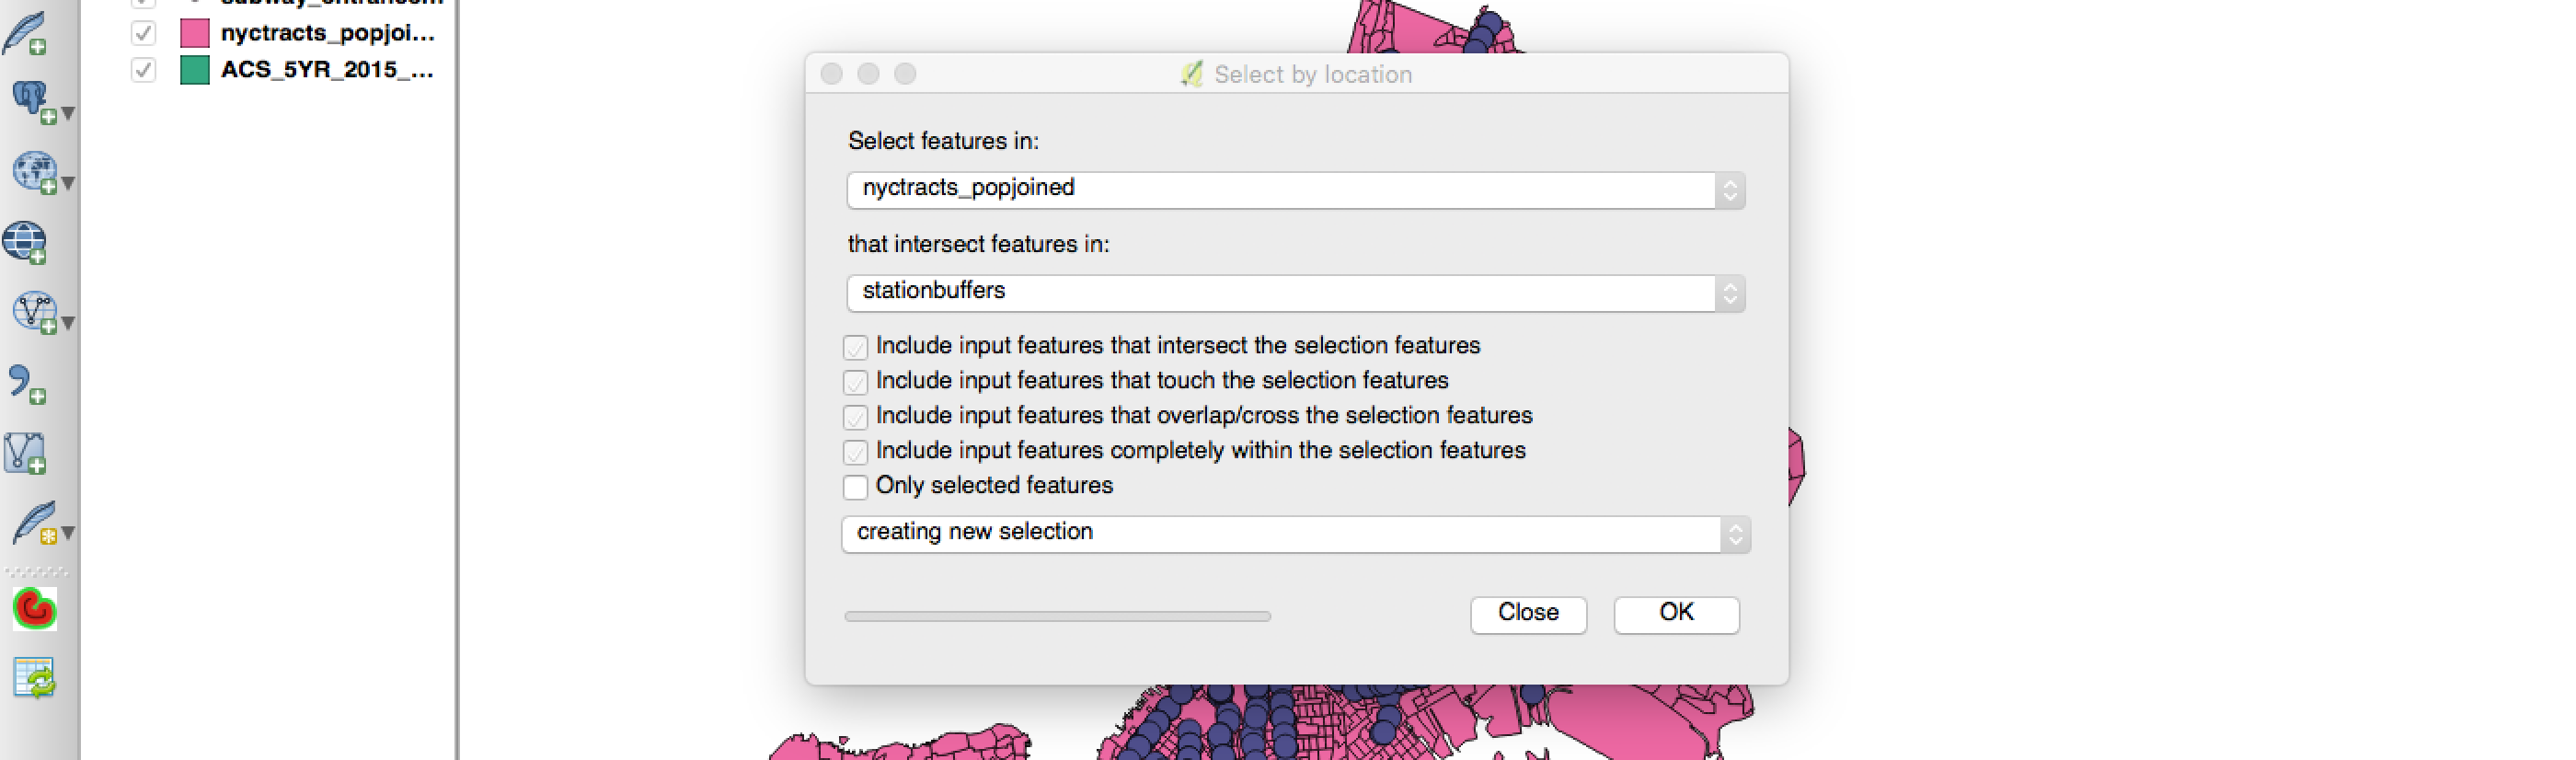 subway_entrances...
nyctracts_popjoi...
ACS_5YR_2015_...
Select by location
Select features in:
nyctracts_popjoined
that intersect features in:
stationbuffers
Include input features that intersect the selection features
Include input features that touch the selection features
Include input features that overlap/cross the selection features
Include input features completely within the selection features
Only selected features
creating new selection
Close OK